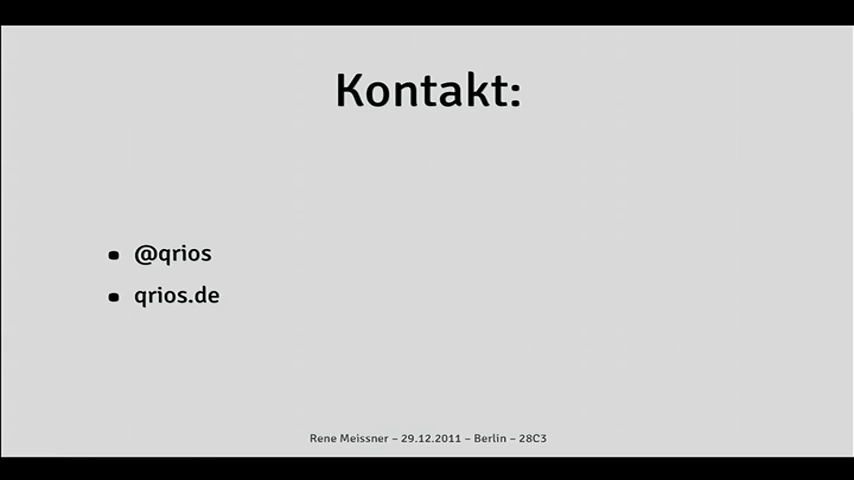 Kontakt:
@qrios
qrios.de
Rene Meissner – 29.12.2011 – Berlin – 28C3